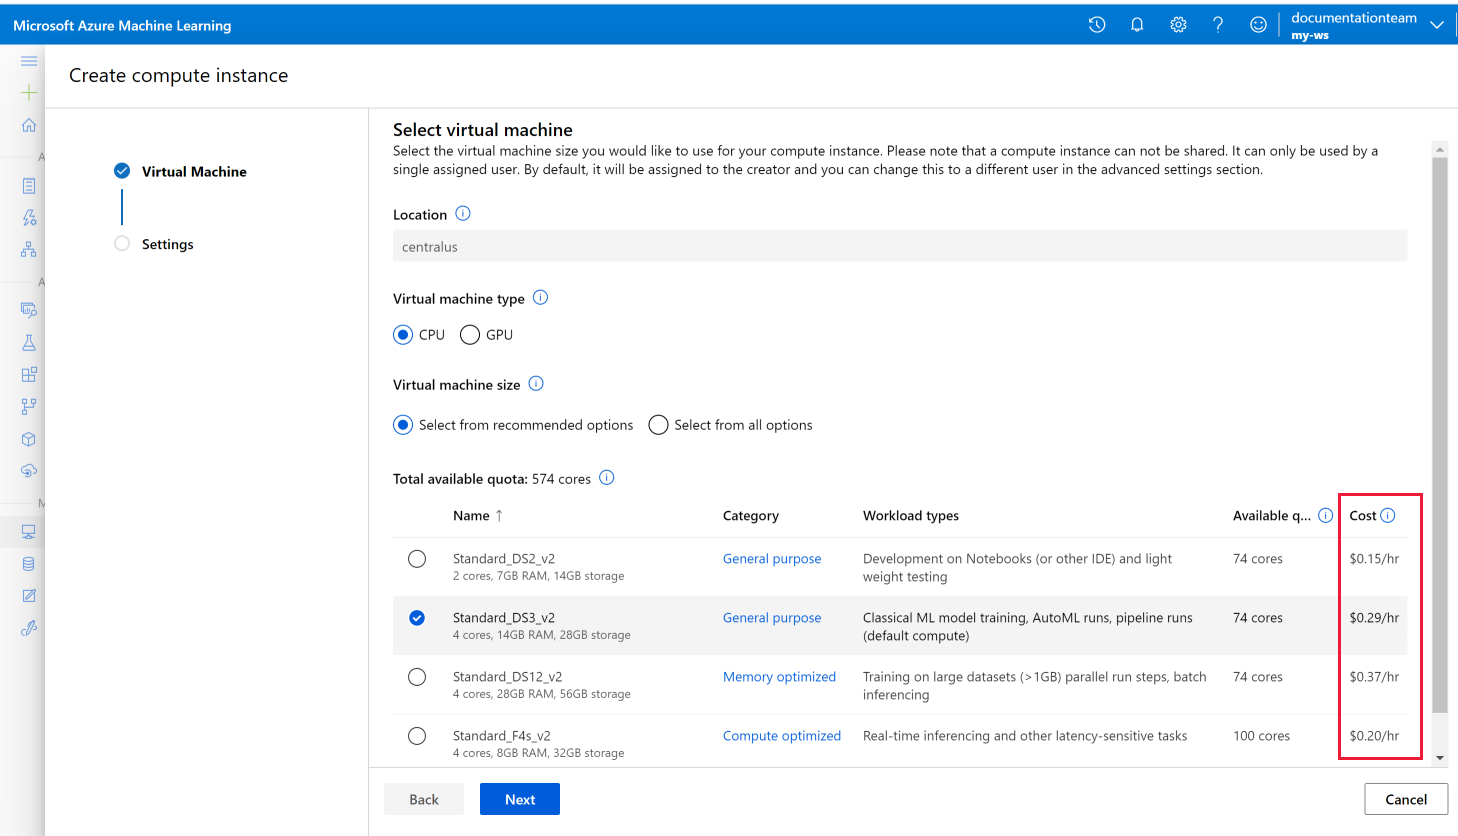 Microsoft Azure Machine Learning
documentationteam
my-ws
Create compute instance
A
A
M
Virtual Machine
Settings
Select virtual machine
Select the virtual machine size you would like to use for your compute instance. Please note that a compute instance can not be shared. It can only be used by a
single assigned user. By default, it will be assigned to the creator and you can change this to a different user in the advanced settings section.
Location
centralus
Virtual machine type
CPU GPU
Virtual machine size
Select from recommended options Select from all options
Total available quota: 574 cores
Name ↑ Category Workload types Available q... Cost
Standard_DS2_v2 General purpose Development on Notebooks (or other IDE) and light 74 cores $0.15/hr
2 cores, 7GB RAM, 14GB storage weight testing
Standard_DS3_v2 General purpose Classical ML model training, AutoML runs, pipeline runs 74 cores $0.29/hr
4 cores, 14GB RAM, 28GB storage (default compute)
Standard_DS12_v2 Memory optimized Training on large datasets (>1GB) parallel run steps, batch 74 cores $0.37/hr
4 cores, 28GB RAM, 56GB storage inferencing
Standard_F4s_v2 Compute optimized Real-time inferencing and other latency-sensitive tasks 100 cores $0.20/hr
4 cores, 8GB RAM, 32GB storage
Back Next Cancel